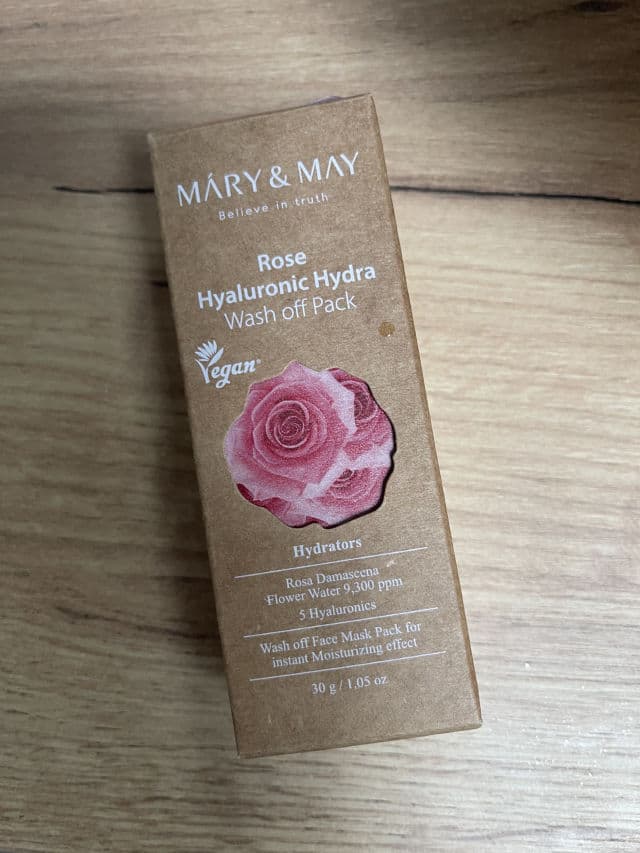 MÁRY & MAY
Believe in truth
Rose
Hyaluronic Hydra
Wash off Pack
Vegan
Hydrators
Rosa Damascena
Flower Water 9,300 ppm
5 Hyaluronics
Wash off Face Mask Pack for
instant Moisturizing effect
30 g / 1,05 oz